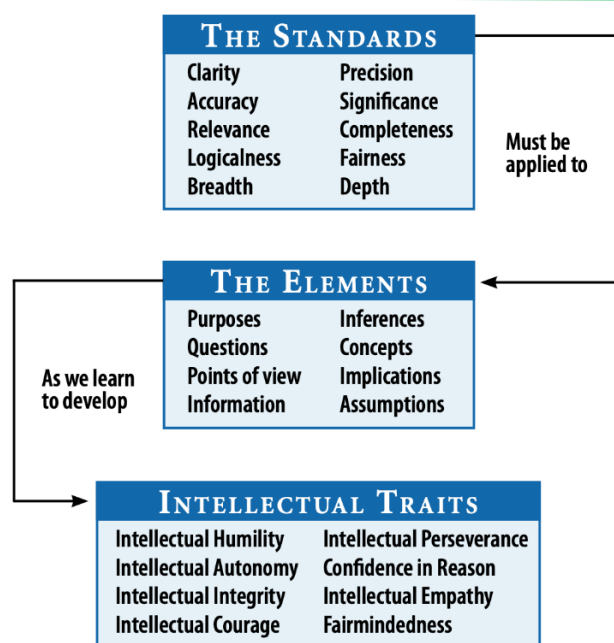 THE STANDARDS
Clarity Precision
Accuracy Significance
Relevance Completeness
Logicalness Fairness
Breadth Depth
Must be
applied to
THE ELEMENTS
Purposes Inferences
Questions Concepts
Points of view Implications
Information Assumptions
As we learn
to develop
INTELLECTUAL TRAITS
Intellectual Humility Intellectual Perseverance
Intellectual Autonomy Confidence in Reason
Intellectual Integrity Intellectual Empathy
Intellectual Courage Fairmindedness